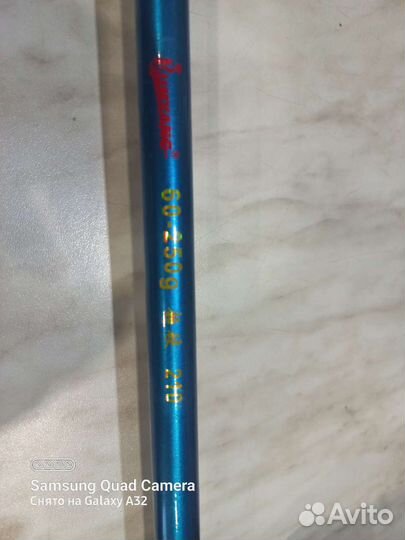 60-250g 210
Samsung Quad Camera
Снято на Galaxy A32
Avito